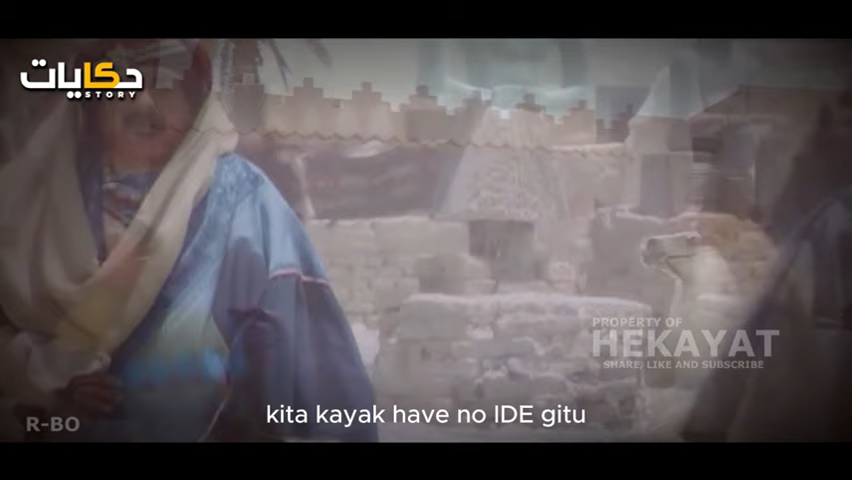 حكايات
STORY
PROPERTY OF
HEKAYAT
SHARE, LIKE AND SUBSCRIBE
kita kayak have no IDE gitu
R-BO